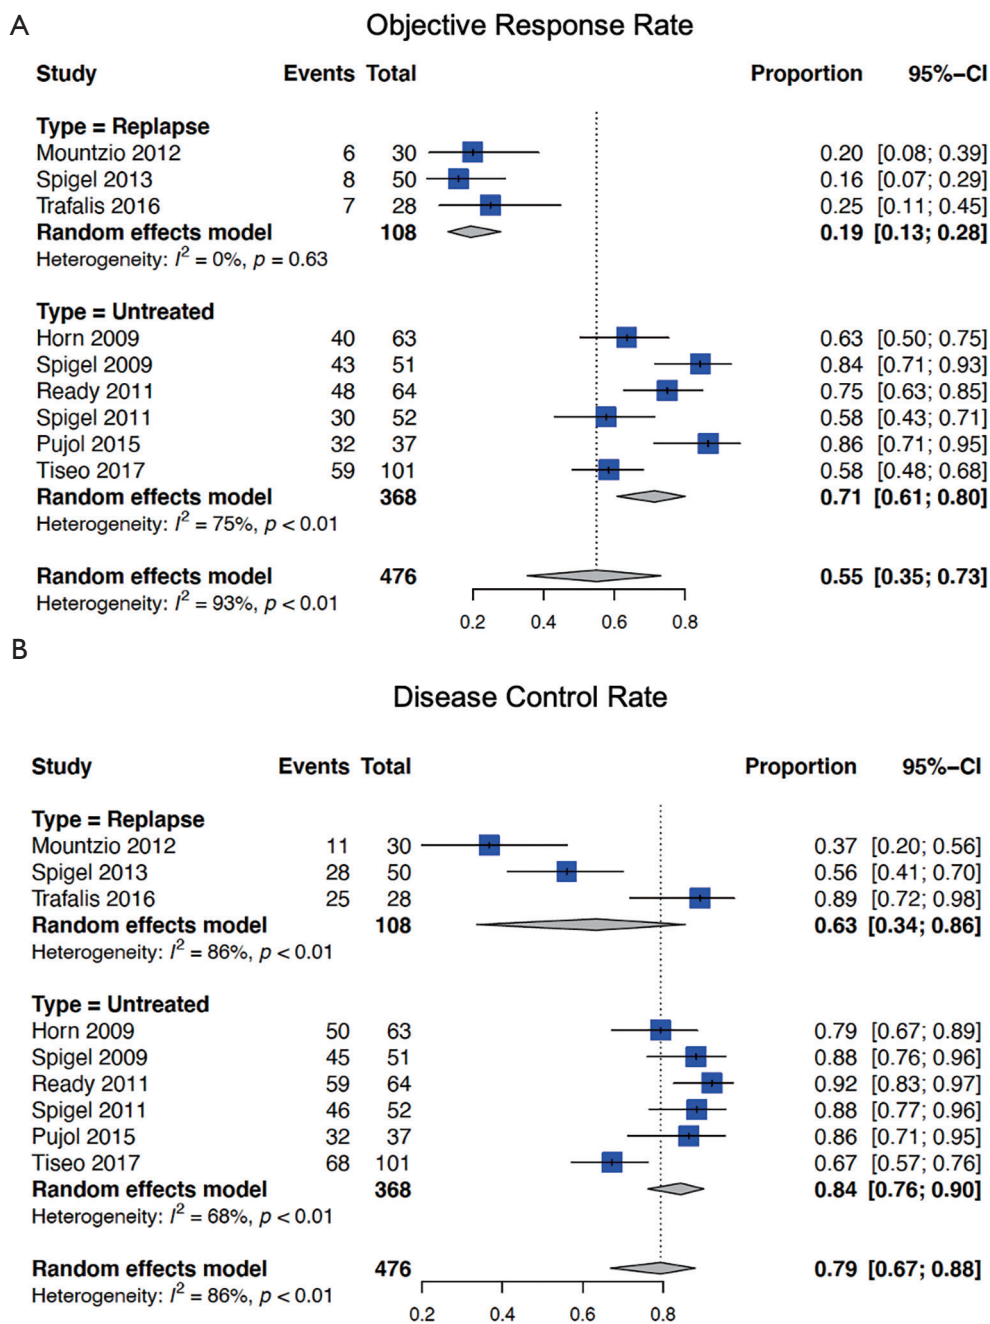 A
Objective Response Rate
Study Events Total Proportion 95%−CI
Type = Replapse
Mountzio 2012 6 30 0.20 [0.08; 0.39]
Spigel 2013 8 50 0.16 [0.07; 0.29]
Trafalis 2016 7 28 0.25 [0.11; 0.45]
Random effects model 108 0.19 [0.13; 0.28]
Heterogeneity: I² = 0%, p = 0.63
Type = Untreated
Horn 2009 40 63 0.63 [0.50; 0.75]
Spigel 2009 43 51 0.84 [0.71; 0.93]
Ready 2011 48 64 0.75 [0.63; 0.85]
Spigel 2011 30 52 0.58 [0.43; 0.71]
Pujol 2015 32 37 0.86 [0.71; 0.95]
Tiseo 2017 59 101 0.58 [0.48; 0.68]
Random effects model 368 0.71 [0.61; 0.80]
Heterogeneity: I² = 75%, p < 0.01
Random effects model 476 0.55 [0.35; 0.73]
Heterogeneity: I² = 93%, p < 0.01
0.2 0.4 0.6 0.8
B
Disease Control Rate
Study Events Total Proportion 95%−CI
Type = Replapse
Mountzio 2012 11 30 0.37 [0.20; 0.56]
Spigel 2013 28 50 0.56 [0.41; 0.70]
Trafalis 2016 25 28 0.89 [0.72; 0.98]
Random effects model 108 0.63 [0.34; 0.86]
Heterogeneity: I² = 86%, p < 0.01
Type = Untreated
Horn 2009 50 63 0.79 [0.67; 0.89]
Spigel 2009 45 51 0.88 [0.76; 0.96]
Ready 2011 59 64 0.92 [0.83; 0.97]
Spigel 2011 46 52 0.88 [0.77; 0.96]
Pujol 2015 32 37 0.86 [0.71; 0.95]
Tiseo 2017 68 101 0.67 [0.57; 0.76]
Random effects model 368 0.84 [0.76; 0.90]
Heterogeneity: I² = 68%, p < 0.01
Random effects model 476 0.79 [0.67; 0.88]
Heterogeneity: I² = 86%, p < 0.01
0.2 0.4 0.6 0.8